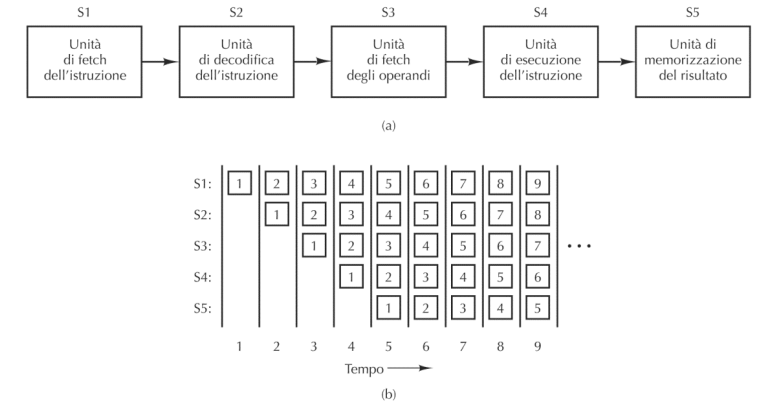 S1 S2 S3 S4 S5
Unità Unità Unità Unità Unità di
di fetch di decodifica di fetch di esecuzione memorizzazione
dell'istruzione dell'istruzione degli operandi dell'istruzione del risultato
(a)
S1: 1 2 3 4 5 6 7 8 9
S2: 1 2 3 4 5 6 7 8
S3: 1 2 3 4 5 6 7 •••
S4: 1 2 3 4 5 6
S5: 1 2 3 4 5
1 2 3 4 5 6 7 8 9
Tempo
(b)